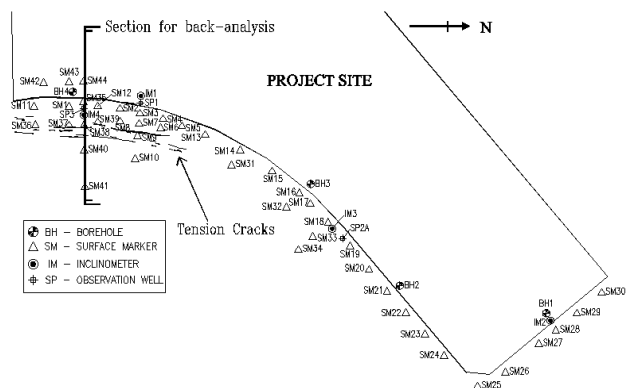 Section for back-analysis
N
PROJECT SITE
SM43
SM42
SM44
BH4
SM12
IM1
SM35
SP1
SM11
SM1
SM2
SM3
SP3
IM4
SM4
SM39
SM7
SM6
SM5
SM36
SM37
SM8
SM38
SM9
SM13
SM40
SM10
SM14
SM31
SM15
SM41
BH3
SM16
SM17
SM32
Tension Cracks
IM3
SM18
SP2A
SM33
SM19
SM34
BH — BOREHOLE
SM — SURFACE MARKER
IM — INCLINOMETER
SP — OBSERVATION WELL
SM20
SM21
BH2
SM30
SM22
BH1
SM29
IM2
SM28
SM23
SM27
SM24
SM26
SM25